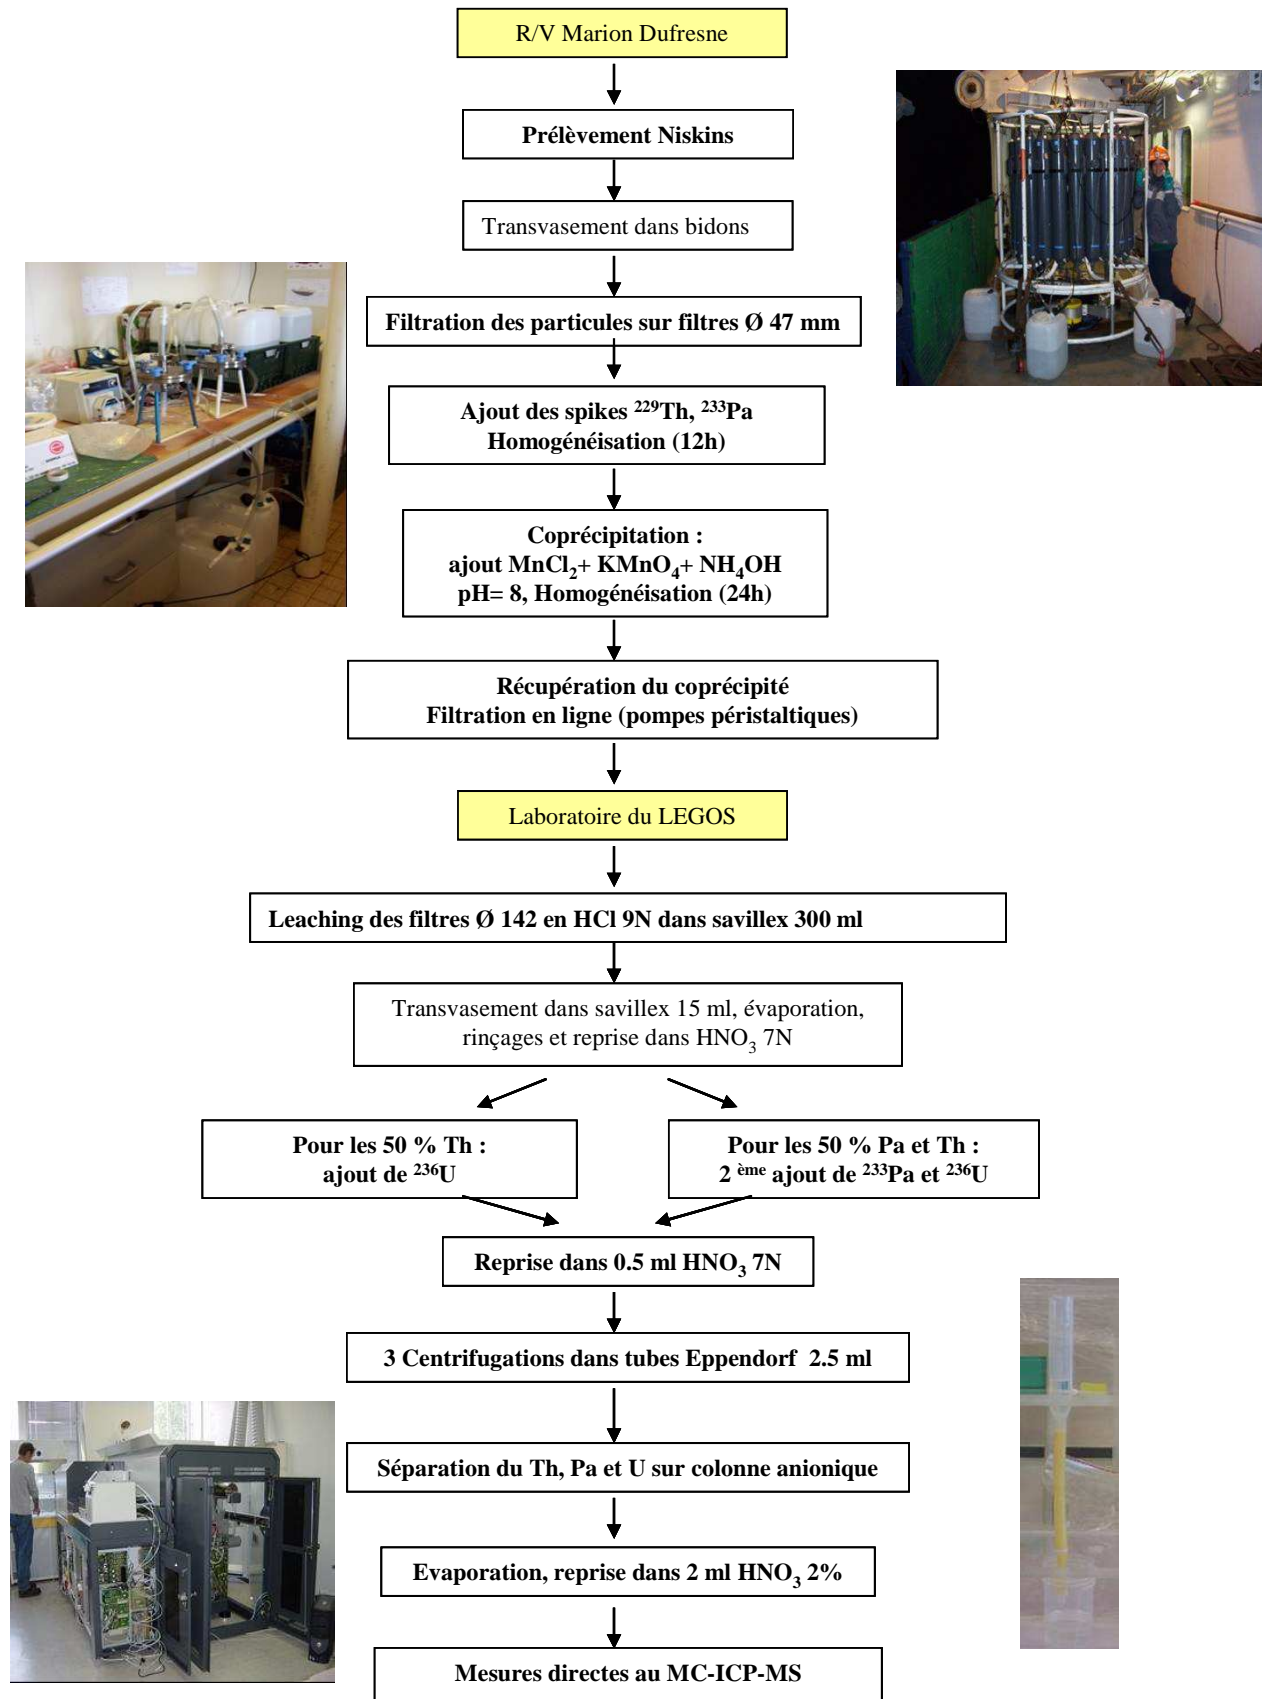 R/V Marion Dufresne
Prélèvement Niskins
Transvasement dans bidons
Filtration des particules sur filtres Ø 47 mm
Ajout des spikes ²²⁹Th, ²³³Pa
Homogénéisation (12h)
Coprécipitation :
ajout MnCl₂+ KMnO₄+ NH₄OH
pH= 8, Homogénéisation (24h)
Récupération du coprécipité
Filtration en ligne (pompes péristaltiques)
Laboratoire du LEGOS
Leaching des filtres Ø 142 en HCl 9N dans savillex 300 ml
Transvasement dans savillex 15 ml, évaporation,
rinçages et reprise dans HNO₃ 7N
Pour les 50 % Th :
ajout de ²³⁶U
Pour les 50 % Pa et Th :
2 ème ajout de ²³³Pa et ²³⁶U
Reprise dans 0.5 ml HNO₃ 7N
3 Centrifugations dans tubes Eppendorf 2.5 ml
Séparation du Th, Pa et U sur colonne anionique
Evaporation, reprise dans 2 ml HNO₃ 2%
Mesures directes au MC-ICP-MS